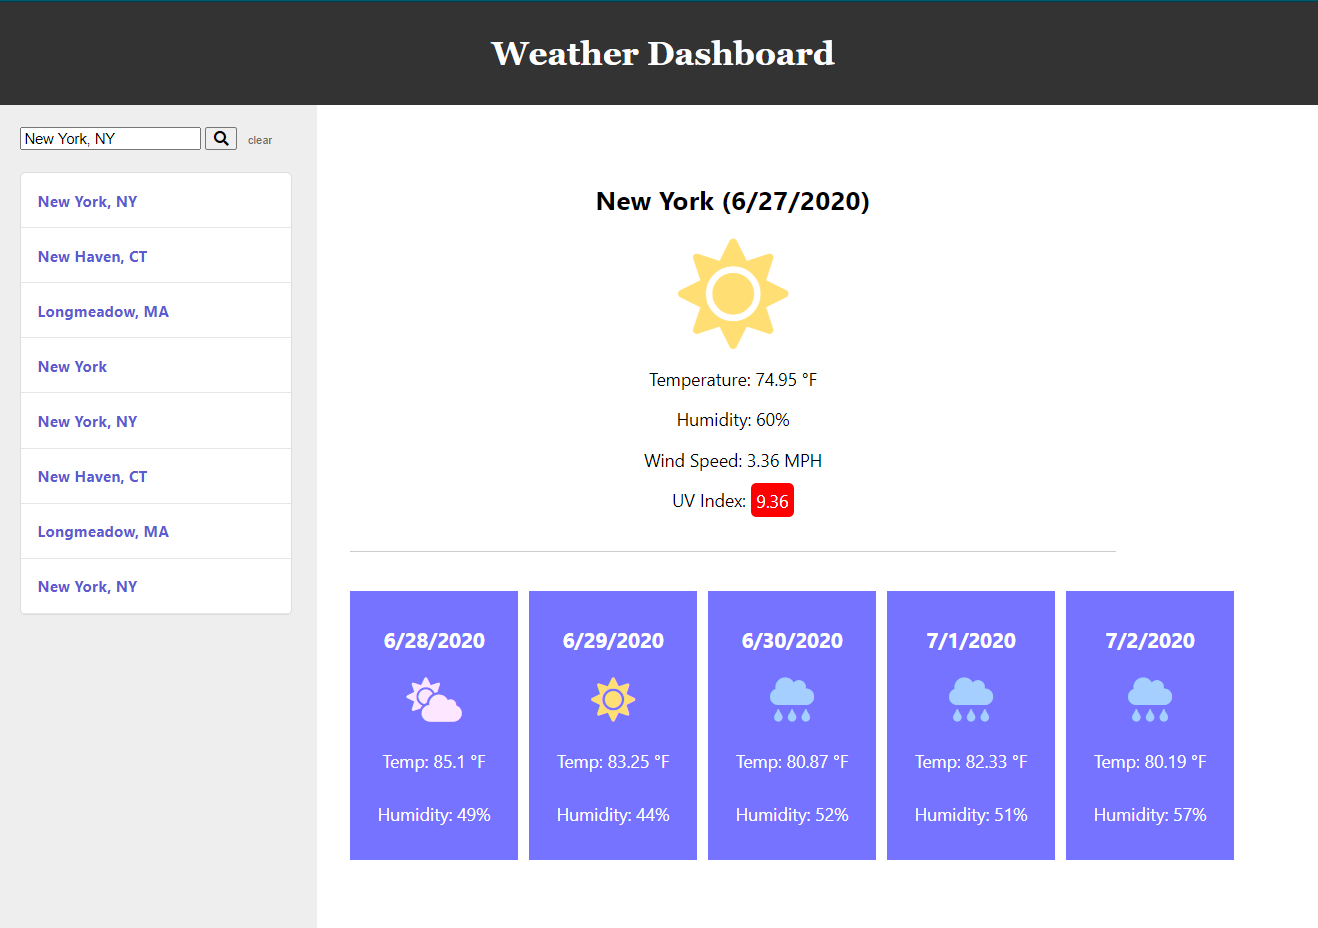 Weather Dashboard
New York, NY
clear
New York, NY
New Haven, CT
Longmeadow, MA
New York
New York, NY
New Haven, CT
Longmeadow, MA
New York, NY
New York (6/27/2020)
Temperature: 74.95 °F
Humidity: 60%
Wind Speed: 3.36 MPH
UV Index: 9.36
6/28/2020
Temp: 85.1 °F
Humidity: 49%
6/29/2020
Temp: 83.25 °F
Humidity: 44%
6/30/2020
Temp: 80.87 °F
Humidity: 52%
7/1/2020
Temp: 82.33 °F
Humidity: 51%
7/2/2020
Temp: 80.19 °F
Humidity: 57%